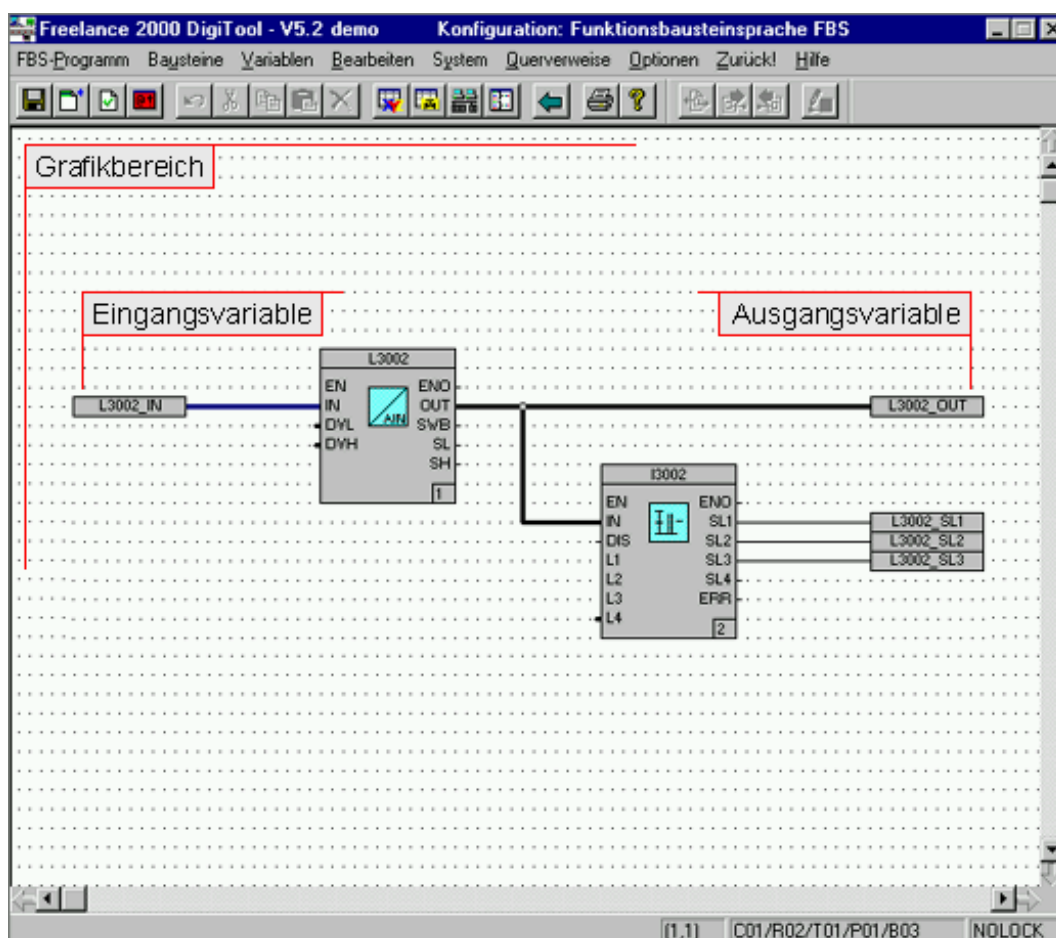 Freelance 2000 DigiTool - V5.2 demo Konfiguration: Funktionsbausteinsprache FBS
FBS-Programm Bausteine Variablen Bearbeiten System Querverweise Optionen Zurück! Hilfe
Grafikbereich
Eingangsvariable Ausgangsvariable
L3002
EN ENO
L3002_IN IN OUT L3002_OUT
AIN
DVL SWB
DVH SL
SH
1
I3002
EN ENO
IN SL1 L3002_SL1
DIS SL2 L3002_SL2
L1 SL3 L3002_SL3
L2 SL4
L3 ERR
L4
2
(1,1) C01/R02/T01/P01/B03 NOLOCK